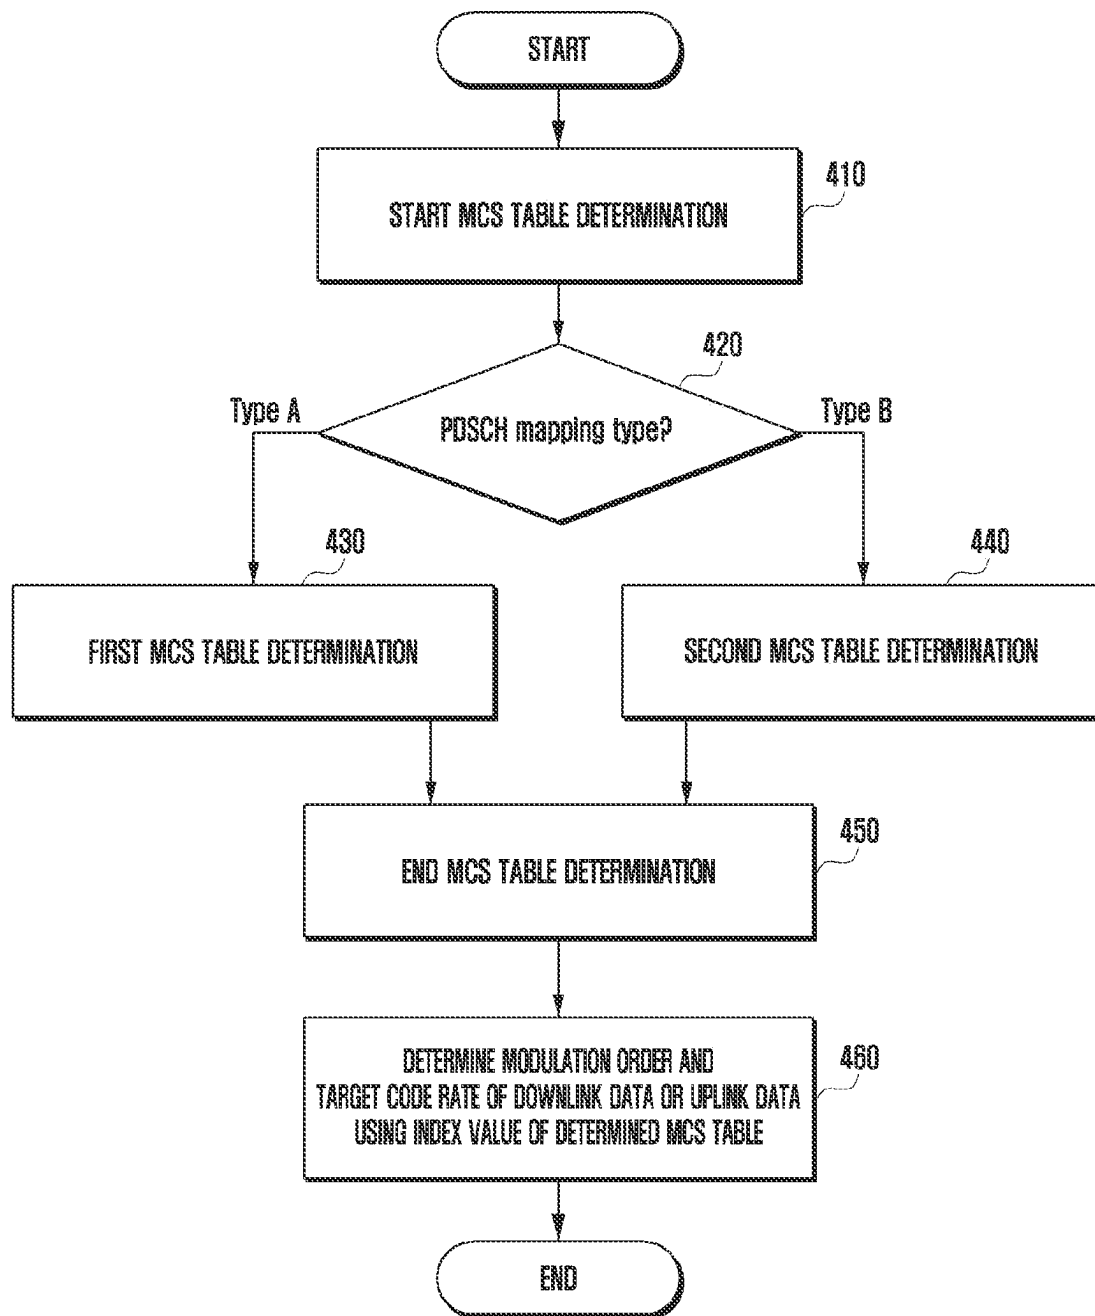 START
410
START MCS TABLE DETERMINATION
420
Type A
PDSCH mapping type?
Type B
430
440
FIRST MCS TABLE DETERMINATION
SECOND MCS TABLE DETERMINATION
450
END MCS TABLE DETERMINATION
460
DETERMINE MODULATION ORDER AND
TARGET CODE RATE OF DOWNLINK DATA OR UPLINK DATA
USING INDEX VALUE OF DETERMINED MCS TABLE
END